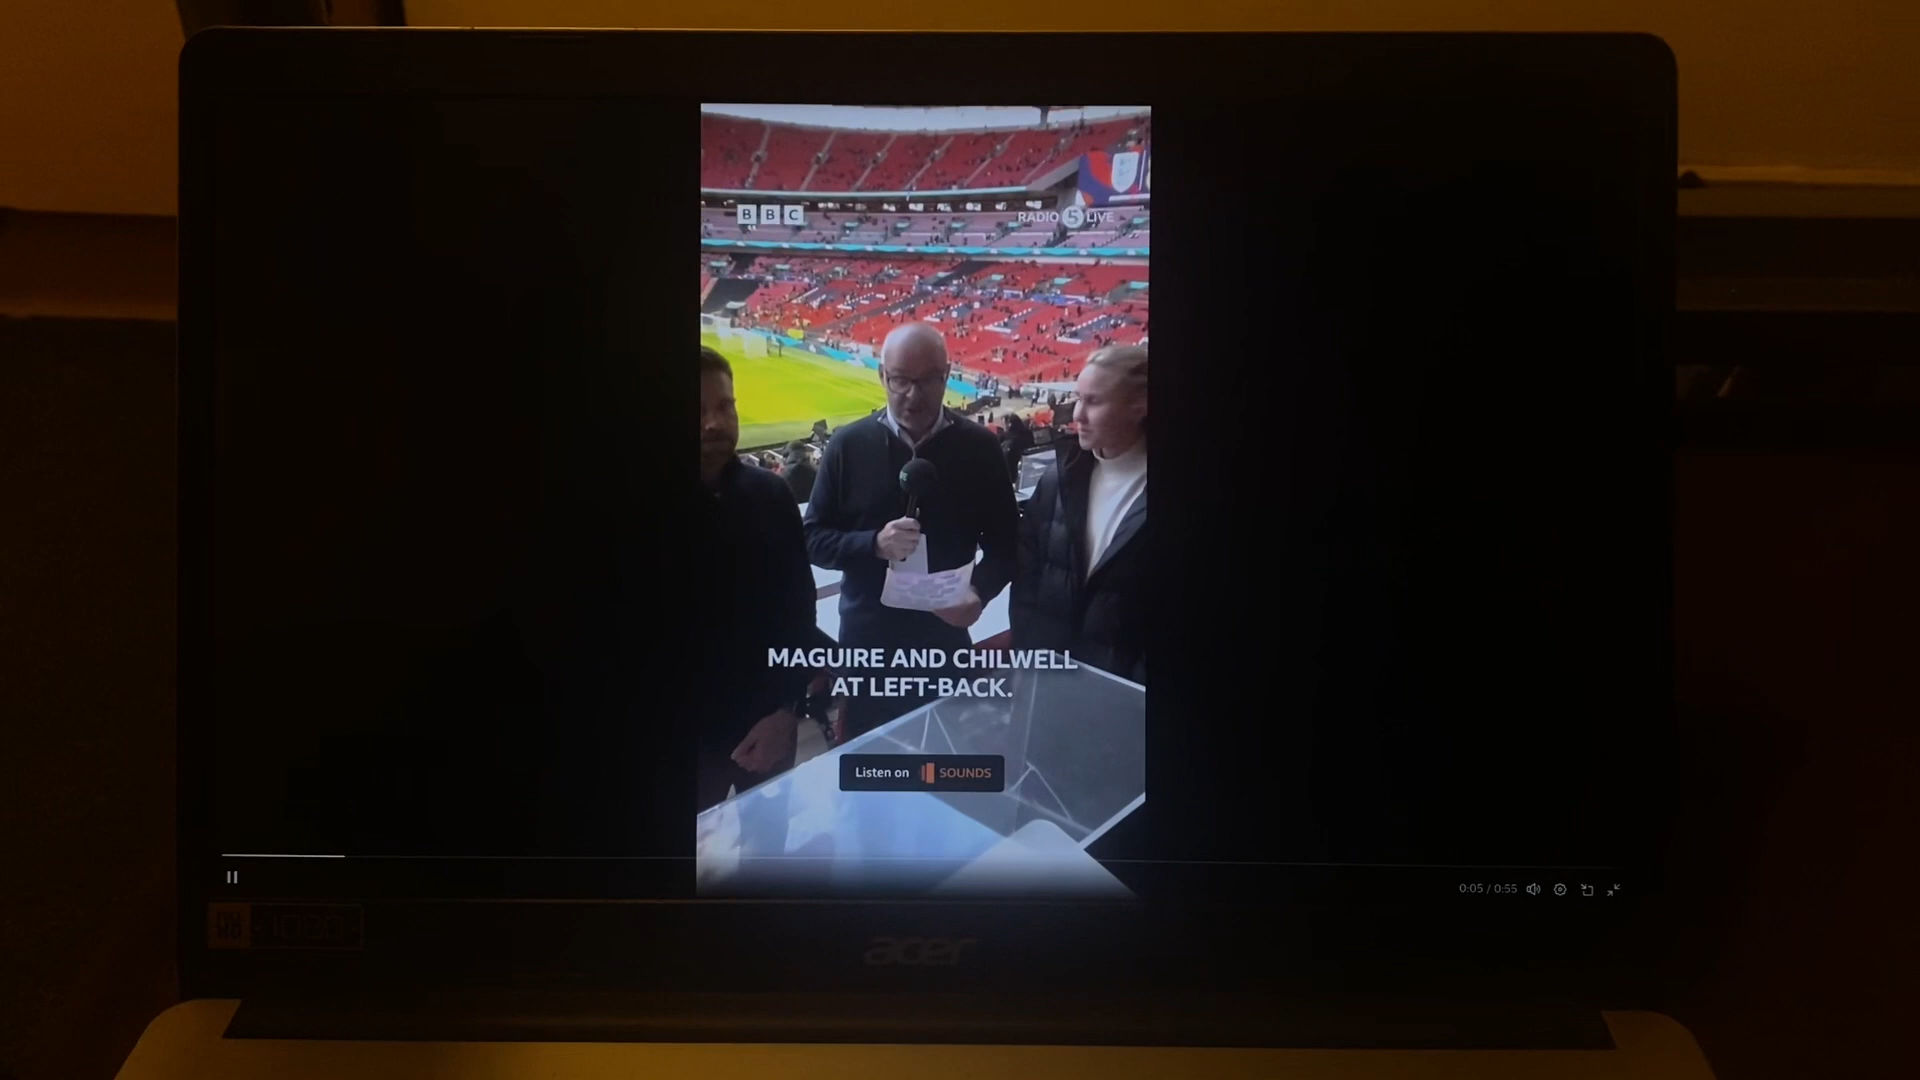 BBC
RADIO 5 LIVE
MAGUIRE AND CHILWELL
AT LEFT-BACK.
Listen on SOUNDS
0:05 / 0:55
acer